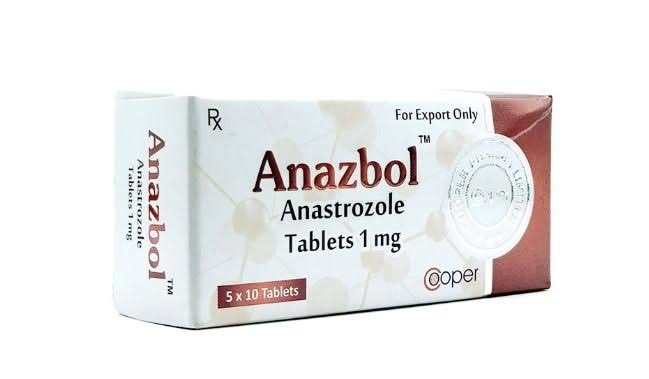 Rx
For Export Only
Anazbol™
Anastrozole
Tablets 1 mg
5 x 10 Tablets
Cooper
Anazbol™
Anastrozole
Tablets 1 mg